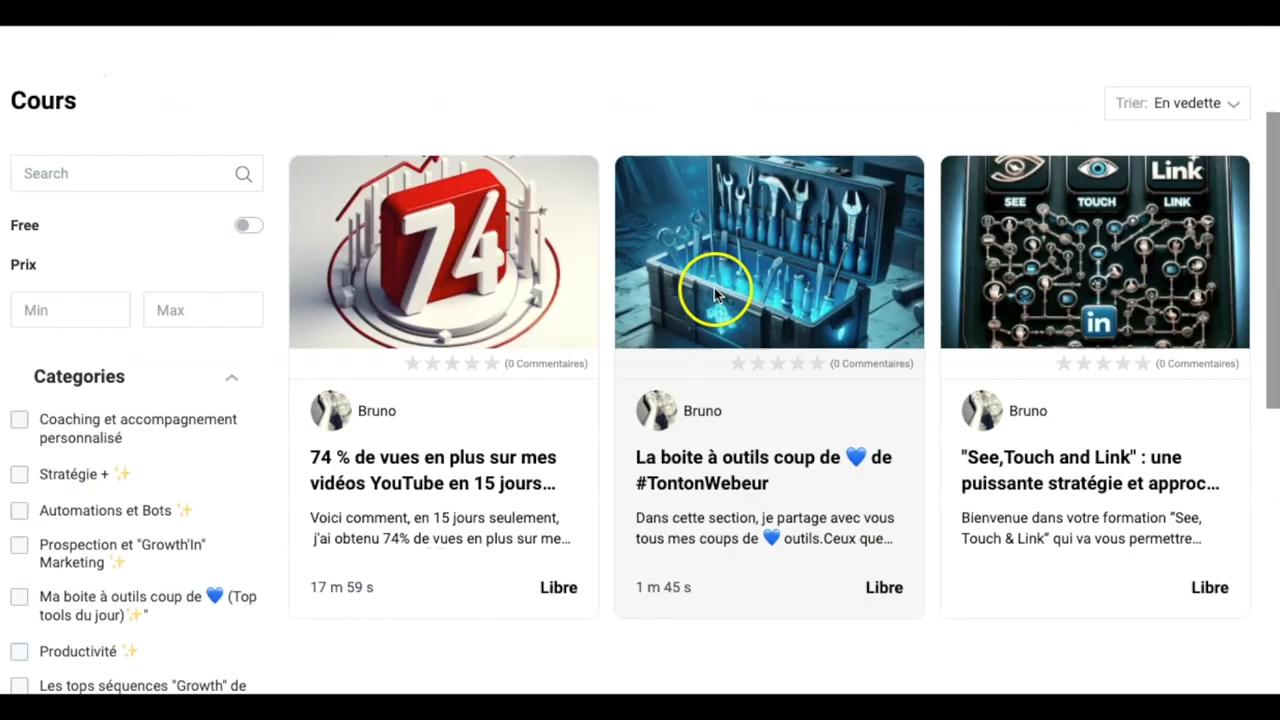 Cours
Trier: En vedette
Search
Free
Prix
Min
Max
Categories
Coaching et accompagnement
personnalisé
Stratégie + ✨
Automations et Bots ✨
Prospection et "Growth'In"
Marketing ✨
Ma boite à outils coup de 💙 (Top
tools du jour)✨"
Productivité ✨
Les tops séquences "Growth" de
74
(0 Commentaires)
Bruno
74 % de vues en plus sur mes
vidéos YouTube en 15 jours…
Voici comment, en 15 jours seulement,
j'ai obtenu 74% de vues en plus sur me…
17 m 59 s
Libre
(0 Commentaires)
Bruno
La boite à outils coup de 💙 de
#TontonWebeur
Dans cette section, je partage avec vous
tous mes coups de 💙 outils.Ceux que…
1 m 45 s
Libre
Link
SEE TOUCH LINK
in
(0 Commentaires)
Bruno
"See,Touch and Link" : une
puissante stratégie et approc…
Bienvenue dans votre formation "See,
Touch & Link" qui va vous permettre…
Libre